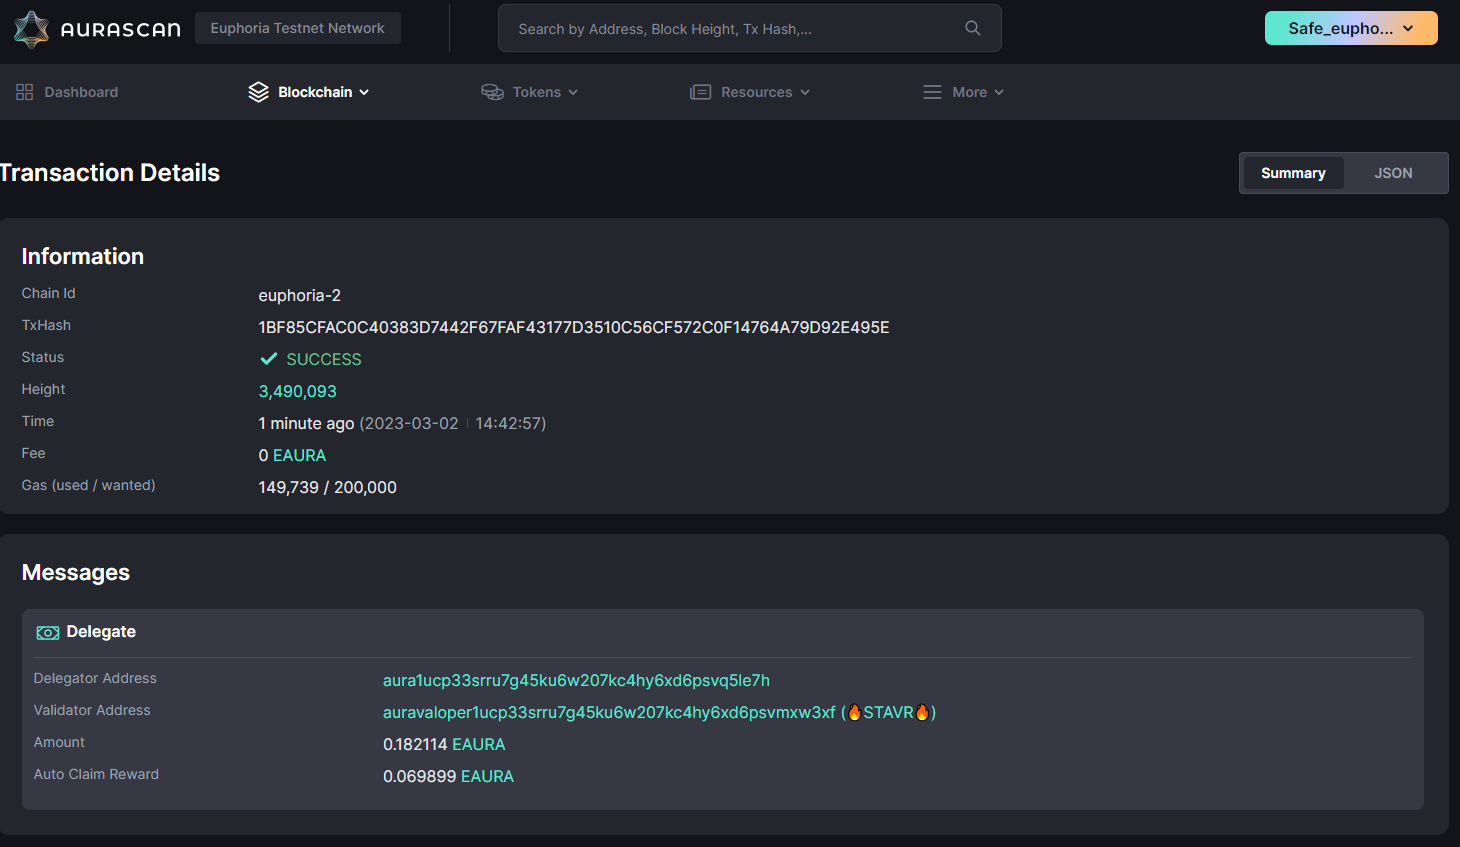 AURASCAN
Euphoria Testnet Network
Search by Address, Block Height, Tx Hash,...
Safe_eupho...
Dashboard
Blockchain
Tokens
Resources
More
Transaction Details
Summary
JSON
Information
Chain Id
euphoria-2
TxHash
1BF85CFAC0C40383D7442F67FAF43177D3510C56CF572C0F14764A79D92E495E
Status
SUCCESS
Height
3,490,093
Time
1 minute ago (2023-03-02 | 14:42:57)
Fee
0 EAURA
Gas (used / wanted)
149,739 / 200,000
Messages
Delegate
Delegator Address
aura1ucp33srru7g45ku6w207kc4hy6xd6psvq5le7h
Validator Address
auravaloper1ucp33srru7g45ku6w207kc4hy6xd6psvmxw3xf (🔥STAVR🔥)
Amount
0.182114 EAURA
Auto Claim Reward
0.069899 EAURA